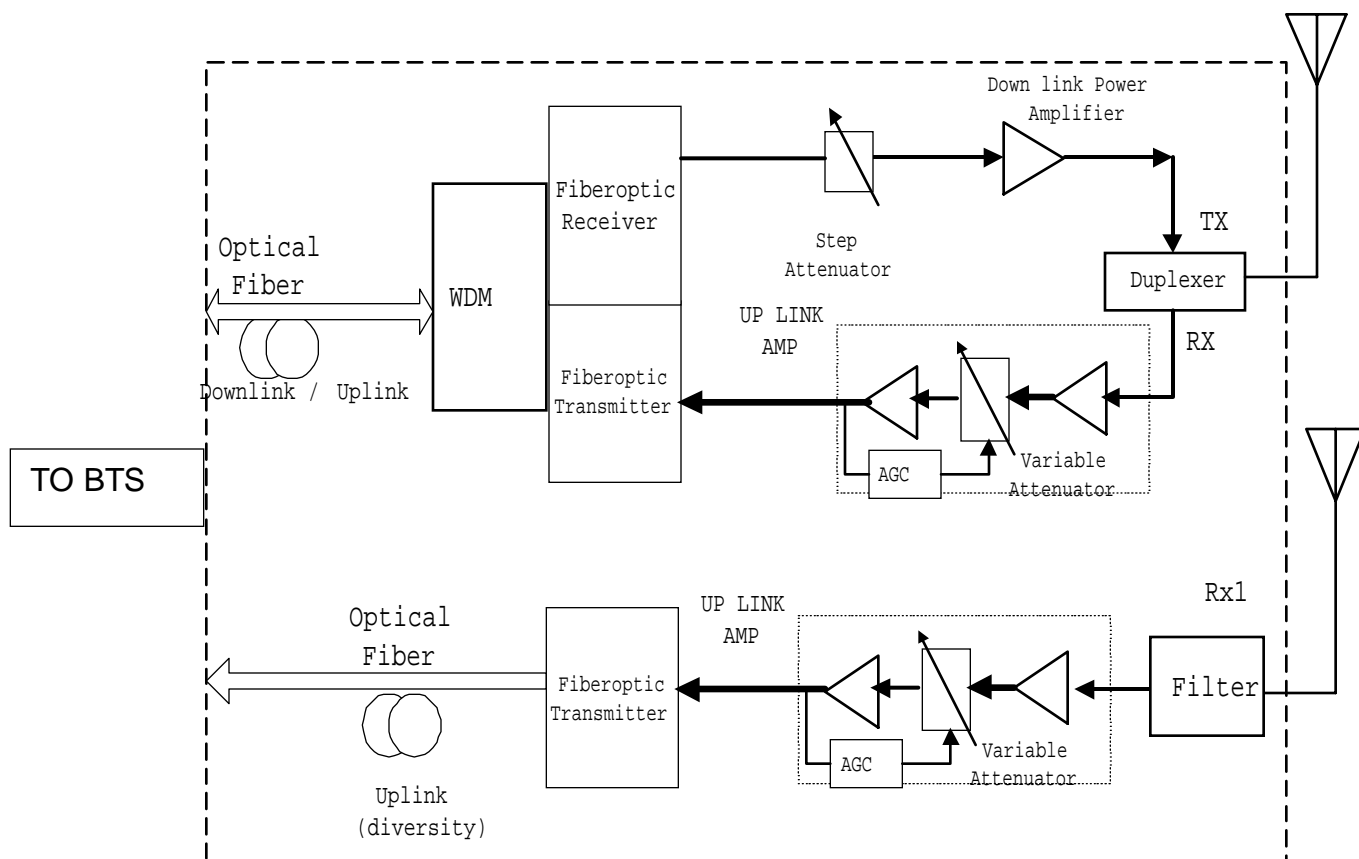 Down link Power
Amplifier
Fiberoptic
Receiver
TX
Step
Attenuator
Optical
Fiber
WDM
Duplexer
UP LINK
AMP
RX
Fiberoptic
Transmitter
Downlink / Uplink
AGC
Variable
Attenuator
TO BTS
Rx1
UP LINK
AMP
Optical
Fiber
Fiberoptic
Transmitter
Filter
AGC
Variable
Attenuator
Uplink
(diversity)